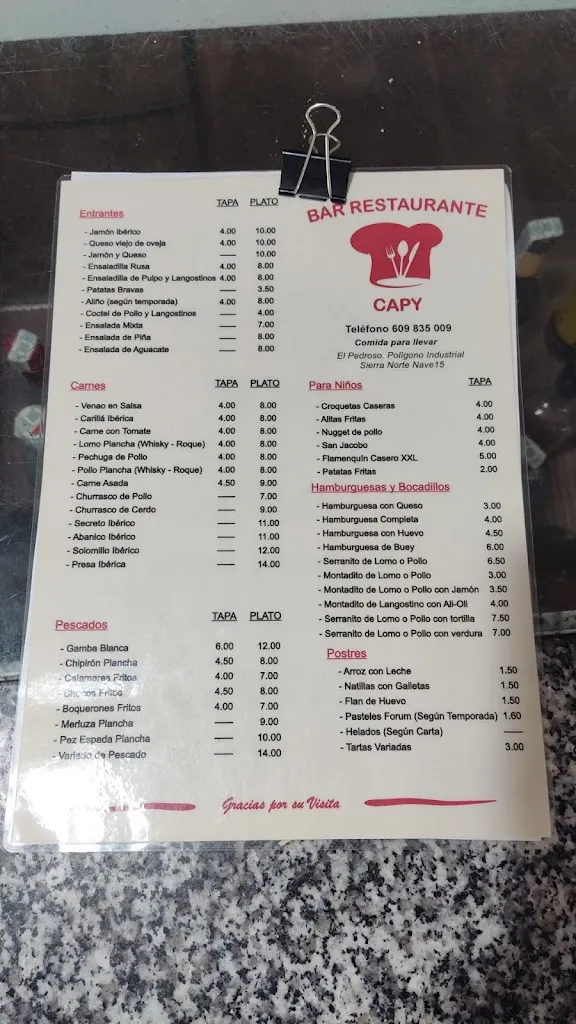 Entrantes TAPA PLATO
- Jamón ibérico 4.00 10.00
- Queso viejo de oveja 4.00 10.00
- Jamón y Queso —— 10.00
- Ensaladilla Rusa 4.00 8.00
- Ensaladilla de Pulpo y Langostinos 4.00 8.00
- Patatas Bravas —— 3.50
- Aliño (según temporada) 4.00 8.00
- Coctel de Pollo y Langostinos —— 4.00
- Ensalada Mixta —— 7.00
- Ensalada de Piña —— 8.00
- Ensalada de Aguacate —— 8.00
Carnes TAPA PLATO
- Venao en Salsa 4.00 8.00
- Carillá Ibérica 4.00 8.00
- Carne con Tomate 4.00 8.00
- Lomo Plancha (Whisky - Roque) 4.00 8.00
- Pechuga de Pollo 4.00 8.00
- Pollo Plancha (Whisky - Roque) 4.00 8.00
- Carne Asada 4.50 9.00
- Churrasco de Pollo —— 7.00
- Churrasco de Cerdo —— 9.00
- Secreto Ibérico —— 11.00
- Abanico Ibérico —— 11.00
- Solomillo Ibérico —— 12.00
- Presa Ibérica —— 14.00
Pescados TAPA PLATO
- Gamba Blanca 6.00 12.00
- Chipirón Plancha 4.50 8.00
- Calamares Fritos 4.00 7.00
- Chocos Fritos 4.50 8.00
- Boquerones Fritos 4.00 7.00
- Merluza Plancha —— 9.00
- Pez Espada Plancha —— 10.00
- Variado de Pescado —— 14.00
BAR RESTAURANTE
CAPY
Teléfono 609 835 009
Comida para llevar
El Pedroso. Polígono Industrial
Sierra Norte Nave15
Para Niños TAPA
- Croquetas Caseras 4.00
- Alitas Fritas 4.00
- Nugget de pollo 4.00
- San Jacobo 4.00
- Flamenquín Casero XXL 5.00
- Patatas Fritas 2.00
Hamburguesas y Bocadillos
- Hamburguesa con Queso 3.00
- Hamburguesa Completa 4.00
- Hamburguesa con Huevo 4.50
- Hamburguesa de Buey 6.00
- Serranito de Lomo o Pollo 6.50
- Montadito de Lomo o Pollo 3.00
- Montadito de Lomo o Pollo con Jamón 3.50
- Montadito de Langostino con Ali-Oli 4.00
- Serranito de Lomo o Pollo con tortilla 7.50
- Serranito de Lomo o Pollo con verdura 7.00
Postres
- Arroz con Leche 1.50
- Natillas con Galletas 1.50
- Flan de Huevo 1.50
- Pasteles Forum (Según Temporada) 1.60
- Helados (Según Carta) ——
- Tartas Variadas 3.00
Gracias por su Visita